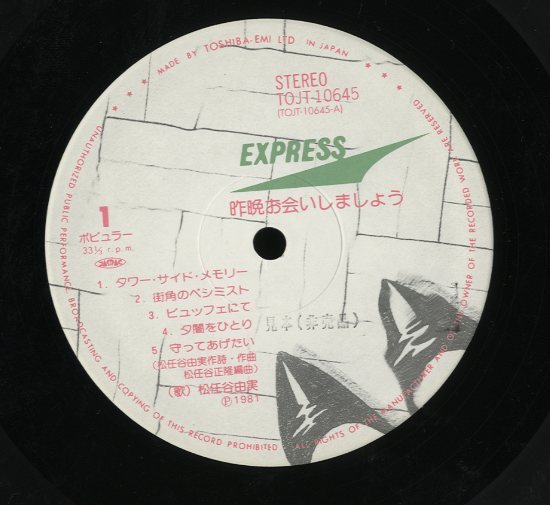 ★ ★ ★ MADE BY TOSHIBA-EMI LTD IN JAPAN ★ ★ ★
STEREO
TOJT-10645
(TOJT-10645-A)
EXPRESS
昨晩お会いしましょう
1
ポピュラー
33⅓ r.p.m.
JASRAC
1. タワー・サイド・メモリー
2. 街角のペシミスト
3. ビュッフェにて
4. 夕闇をひとり
5. 守ってあげたい
(松任谷由実作詩・作曲
松任谷正隆編曲)
(歌) 松任谷由実
Ⓟ1981
見本(非売品)
ALL RIGHTS OF THE MANUFACTURER AND OF THE OWNER OF THE RECORDED WORK ARE RESERVED
UNAUTHORIZED PUBLIC PERFORMANCE, BROADCASTING AND COPYING OF THIS RECORD PROHIBITED